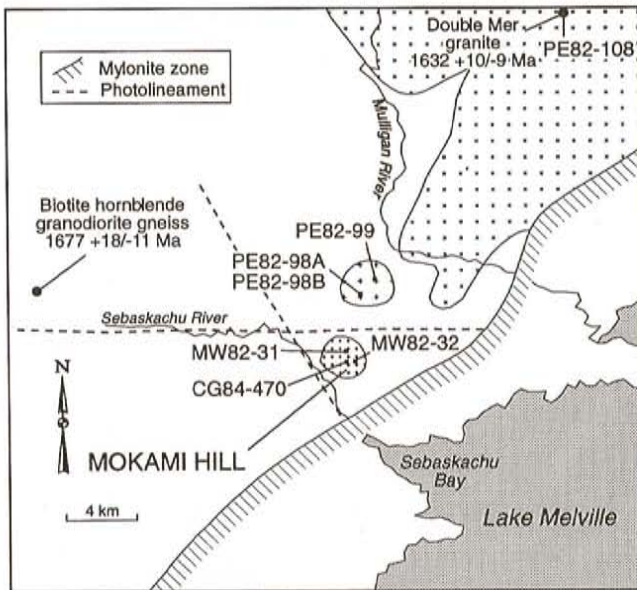 Mylonite zone
Photolineament
Double Mer
granite
1632 +10/-9 Ma
PE82-108
Mulligan River
Biotite hornblende
granodiorite gneiss
1677 +18/-11 Ma
PE82-99
PE82-98A
PE82-98B
Sebaskachu River
MW82-31
MW82-32
CG84-470
N
MOKAMI HILL
4 km
Sebaskachu
Bay
Lake Melville